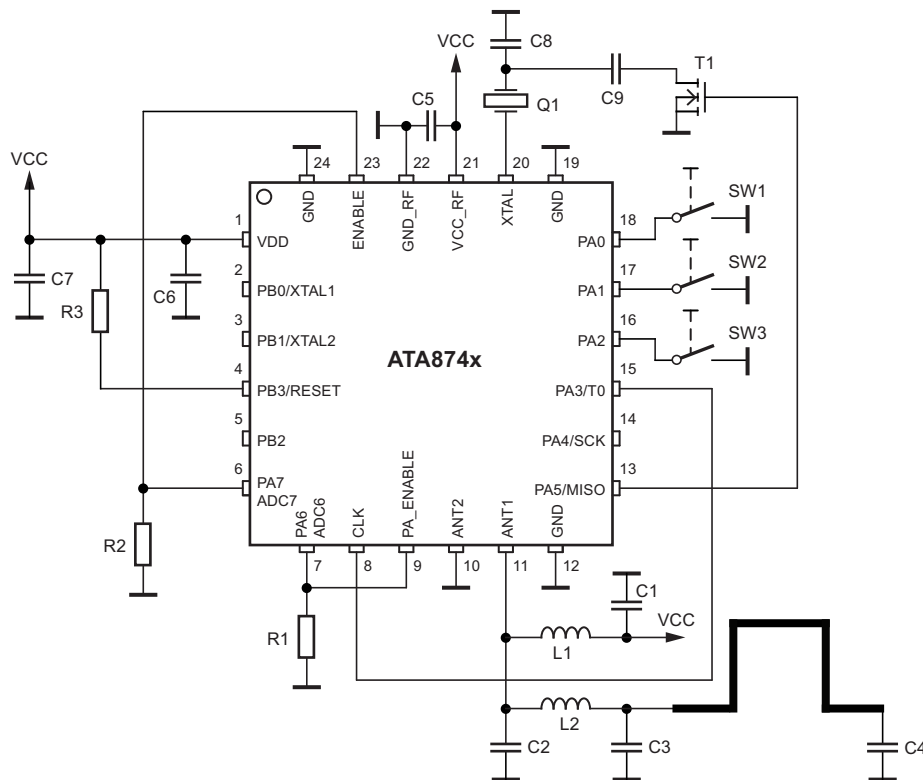 C8
VCC
T1
C9
Q1
C5
VCC
24 23 22 21 20 19
GND ENABLE GND_RF VCC_RF XTAL GND
18 PA0 SW1
1 VDD
C7 C6 R3
2 PB0/XTAL1
17 PA1 SW2
3 PB1/XTAL2
16 PA2 SW3
ATA874x
4 PB3/RESET
15 PA3/T0
5 PB2
14 PA4/SCK
6 PA7
ADC7
13 PA5/MISO
PA6
ADC6
CLK PA_ENABLE ANT2 ANT1 GND
7 8 9 10 11 12
R2
R1
C1
VCC
L1
L2
C2 C3 C4